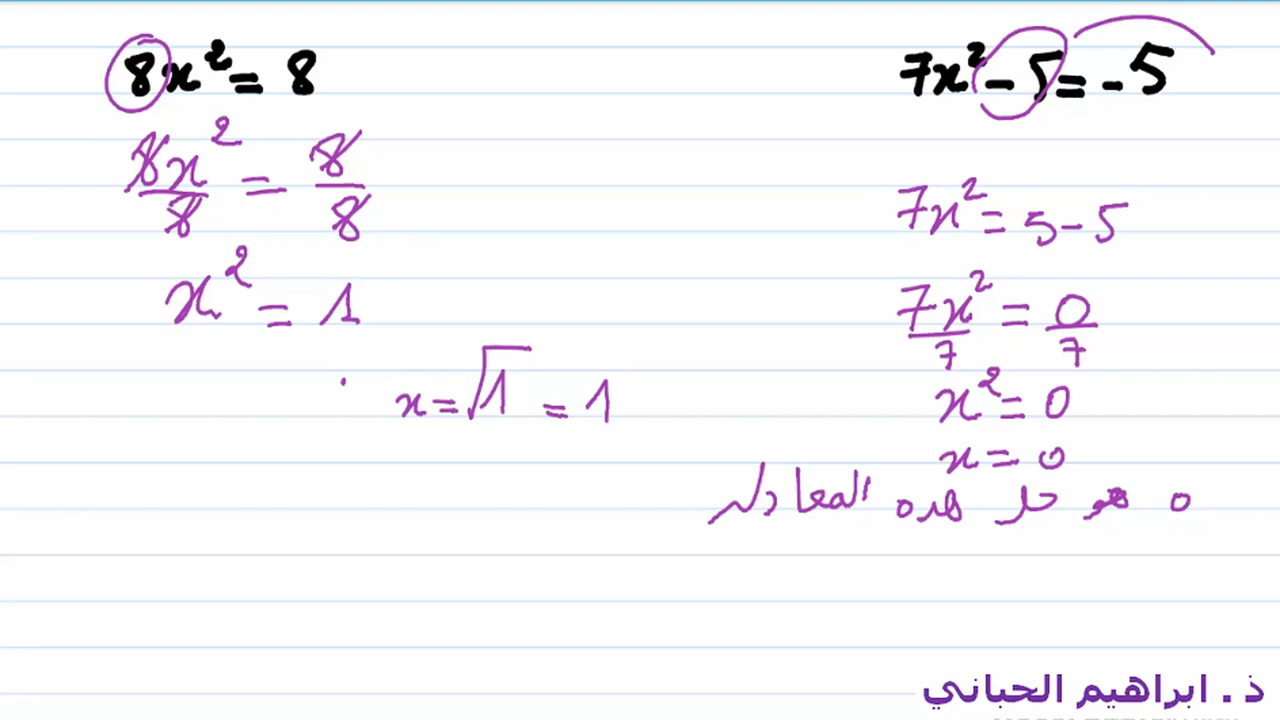 8x² = 8
8x²/8 = 8/8
x² = 1
x = √1 = 1
7x² - 5 = -5
7x² = 5 - 5
7x²/7 = 0/7
x² = 0
x = 0
0 هو حل هده المعادلة
ذ . ابراهيم الحباني